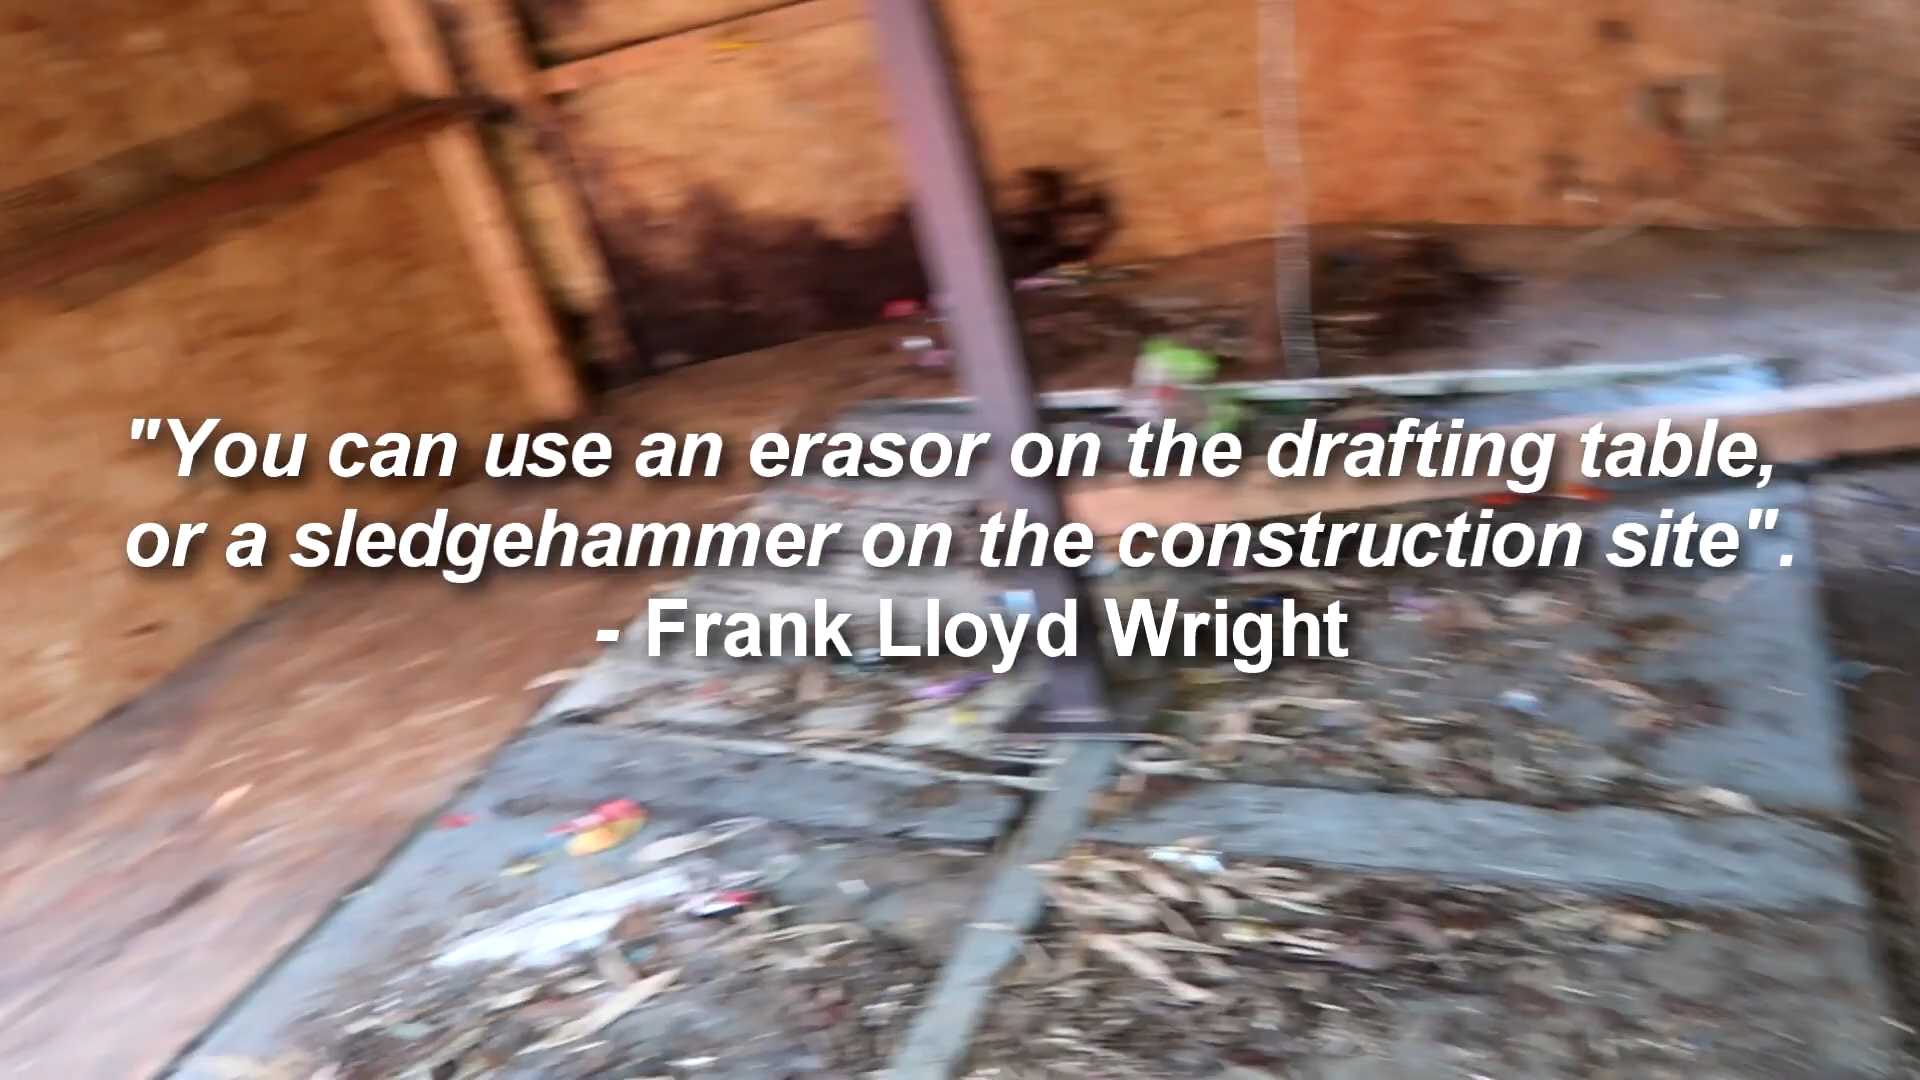 "You can use an erasor on the drafting table,
or a sledgehammer on the construction site".
- Frank Lloyd Wright